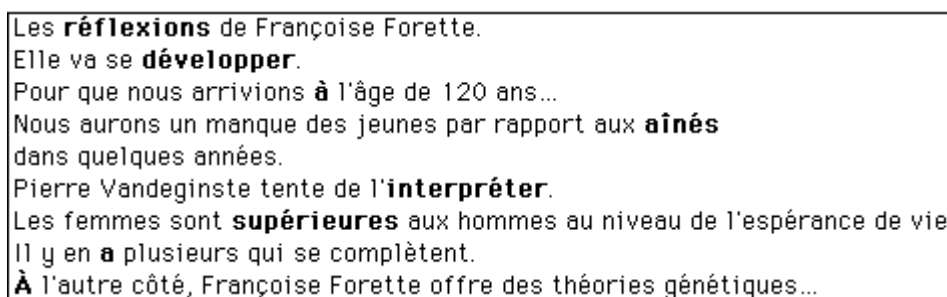 Les réflexions de Françoise Forette.
Elle va se développer.
Pour que nous arrivions à l'âge de 120 ans...
Nous aurons un manque des jeunes par rapport aux aînés
dans quelques années.
Pierre Vandeginste tente de l'interpréter.
Les femmes sont supérieures aux hommes au niveau de l'espérance de vie
Il y en a plusieurs qui se complètent.
À l'autre côté, Françoise Forette offre des théories génétiques...